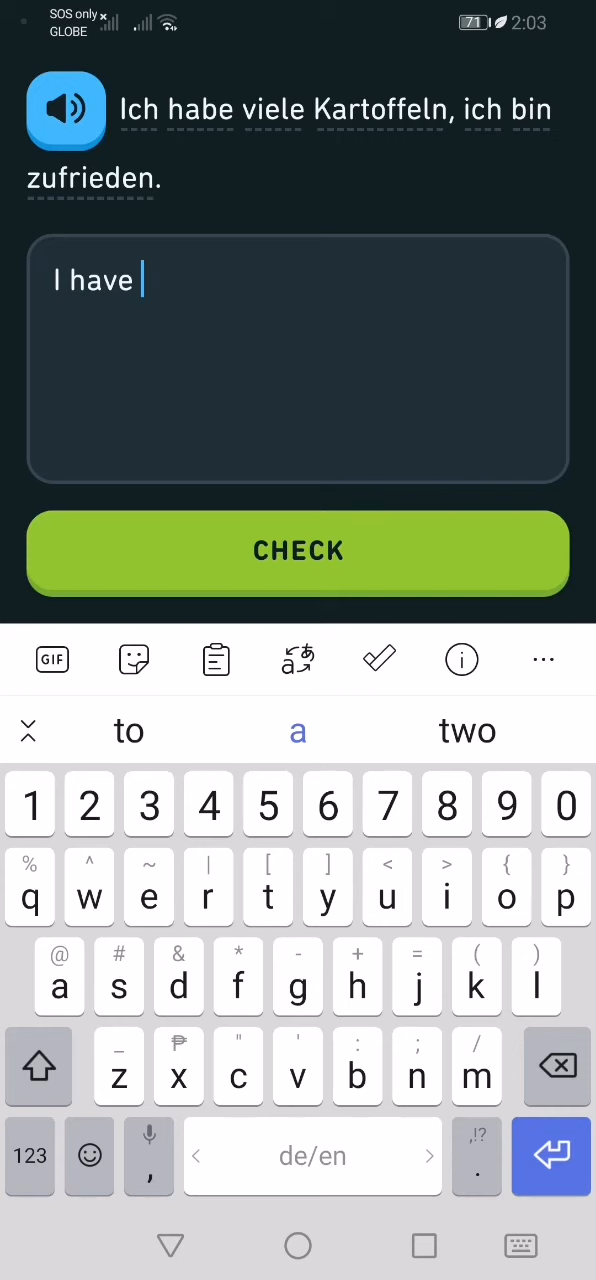 SOS only
GLOBE
71 2:03
Ich habe viele Kartoffeln, ich bin
zufrieden.
I have
CHECK
GIF
to a two
1 2 3 4 5 6 7 8 9 0
% ^ ~ | [ ] < > { }
q w e r t y u i o p
@ # & * - + = ( )
a s d f g h j k l
_ ₱ " ' : ; /
z x c v b n m
123 , < de/en > ,!? .